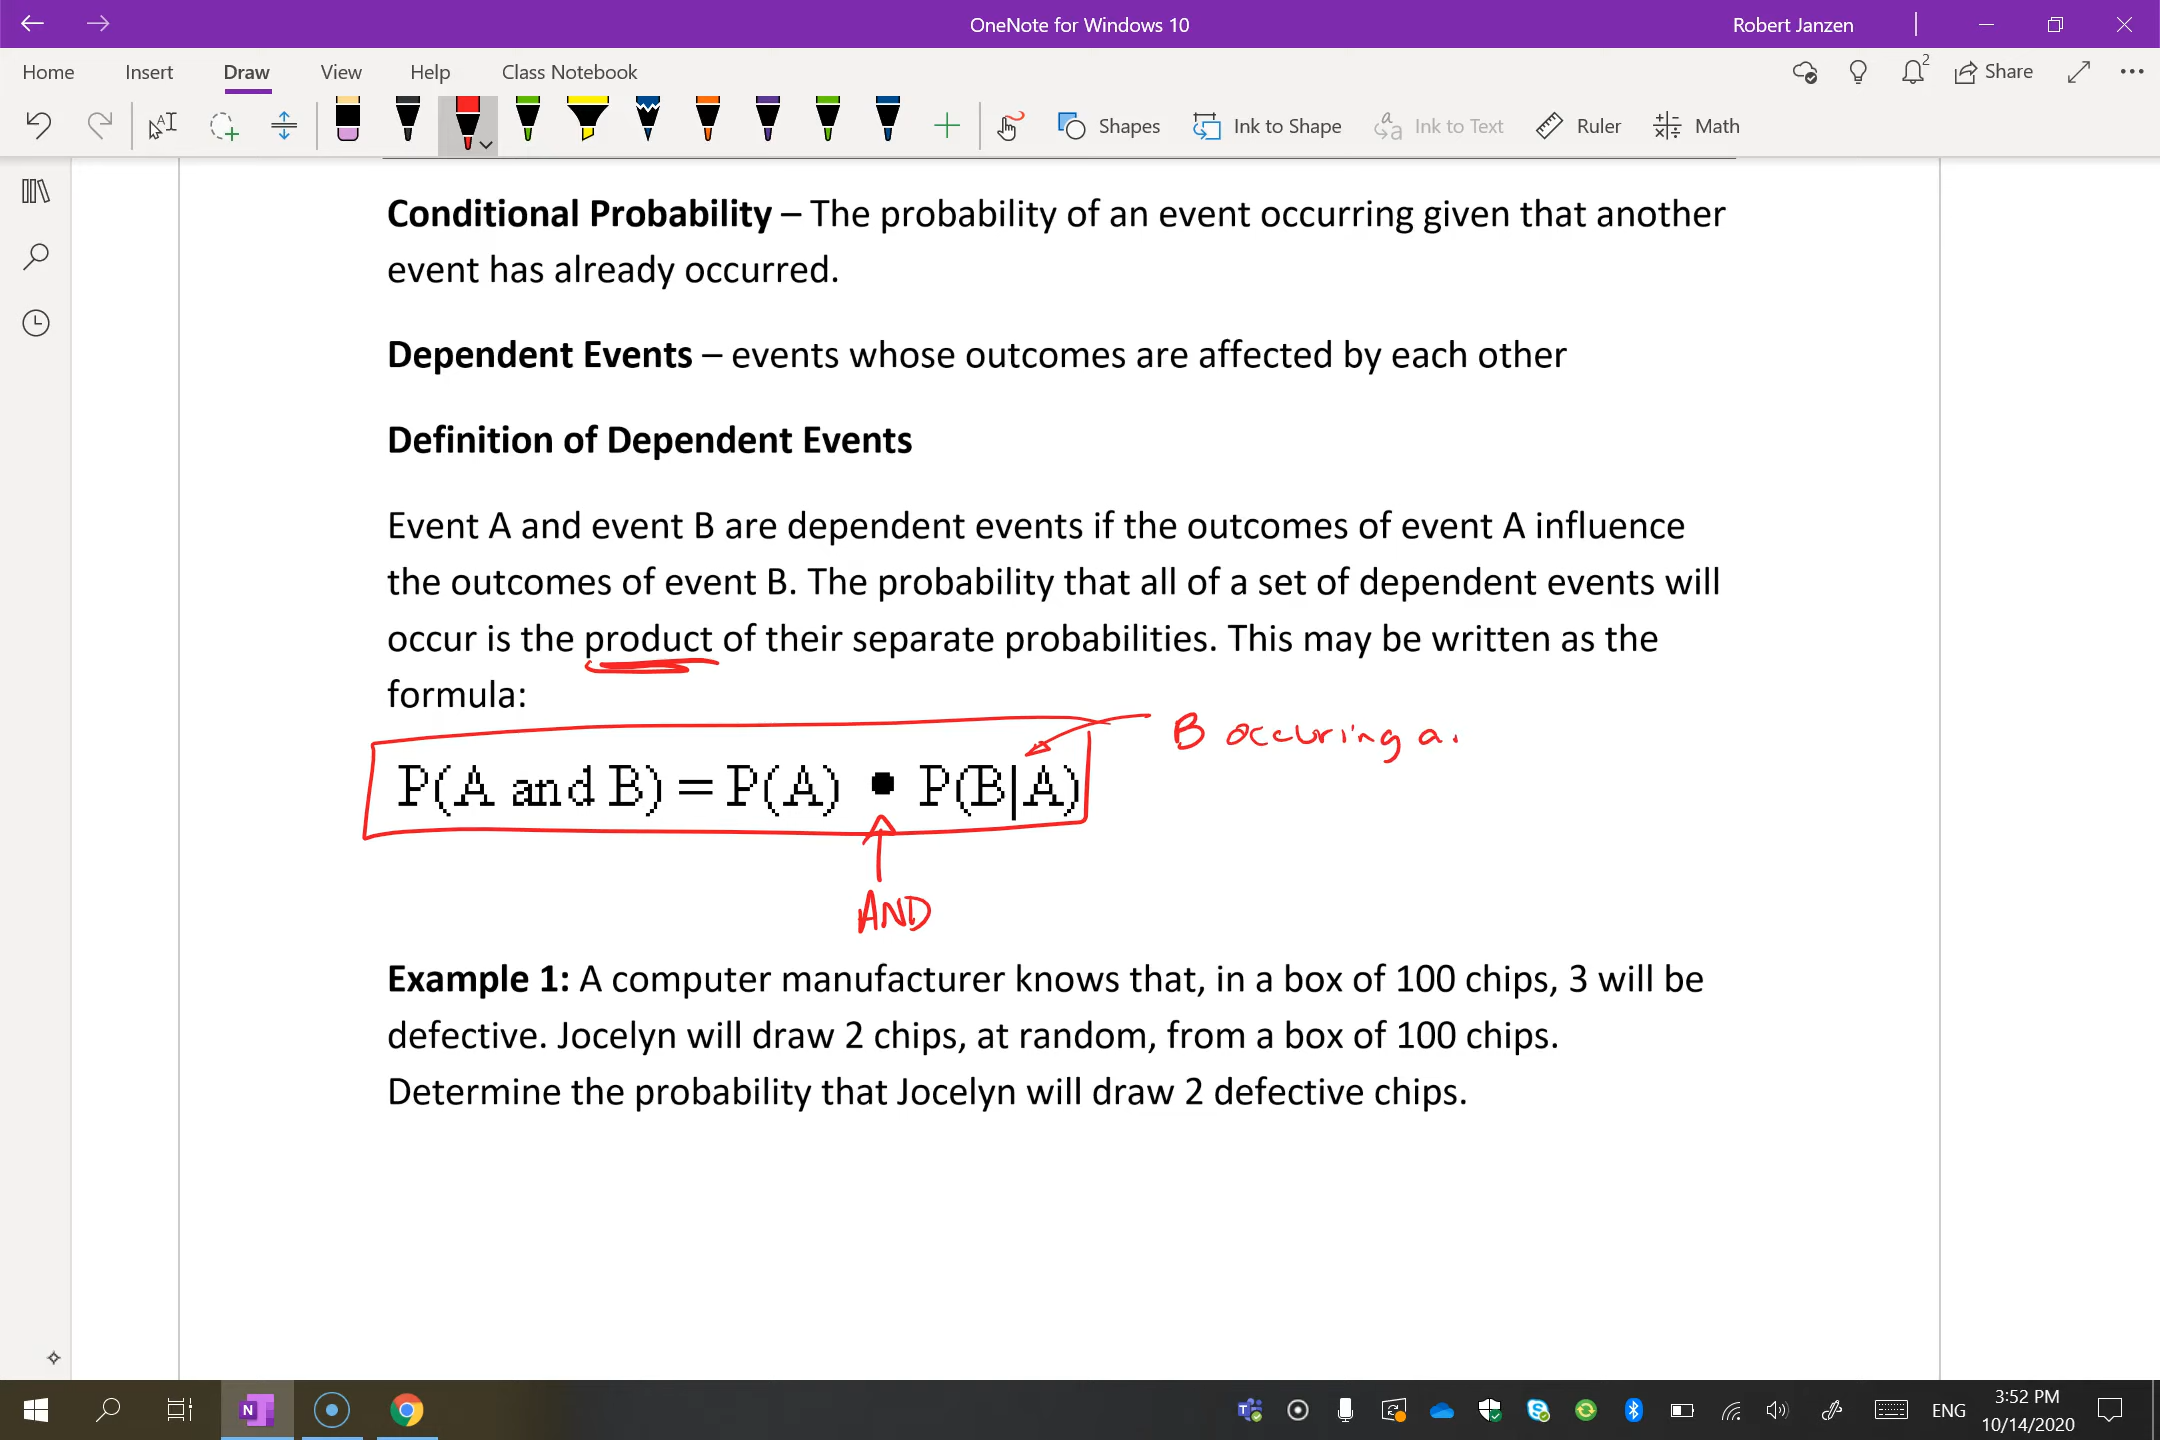 OneNote for Windows 10
Robert Janzen
Home Insert Draw View Help Class Notebook
2 Share
Shapes Ink to Shape Ink to Text Ruler Math
Conditional Probability – The probability of an event occurring given that another
event has already occurred.
Dependent Events – events whose outcomes are affected by each other
Definition of Dependent Events
Event A and event B are dependent events if the outcomes of event A influence
the outcomes of event B. The probability that all of a set of dependent events will
occur is the product of their separate probabilities. This may be written as the
formula:
B occuring a.
P(A and B) = P(A) • P(B|A)
AND
Example 1: A computer manufacturer knows that, in a box of 100 chips, 3 will be
defective. Jocelyn will draw 2 chips, at random, from a box of 100 chips.
Determine the probability that Jocelyn will draw 2 defective chips.
ENG
3:52 PM
10/14/2020